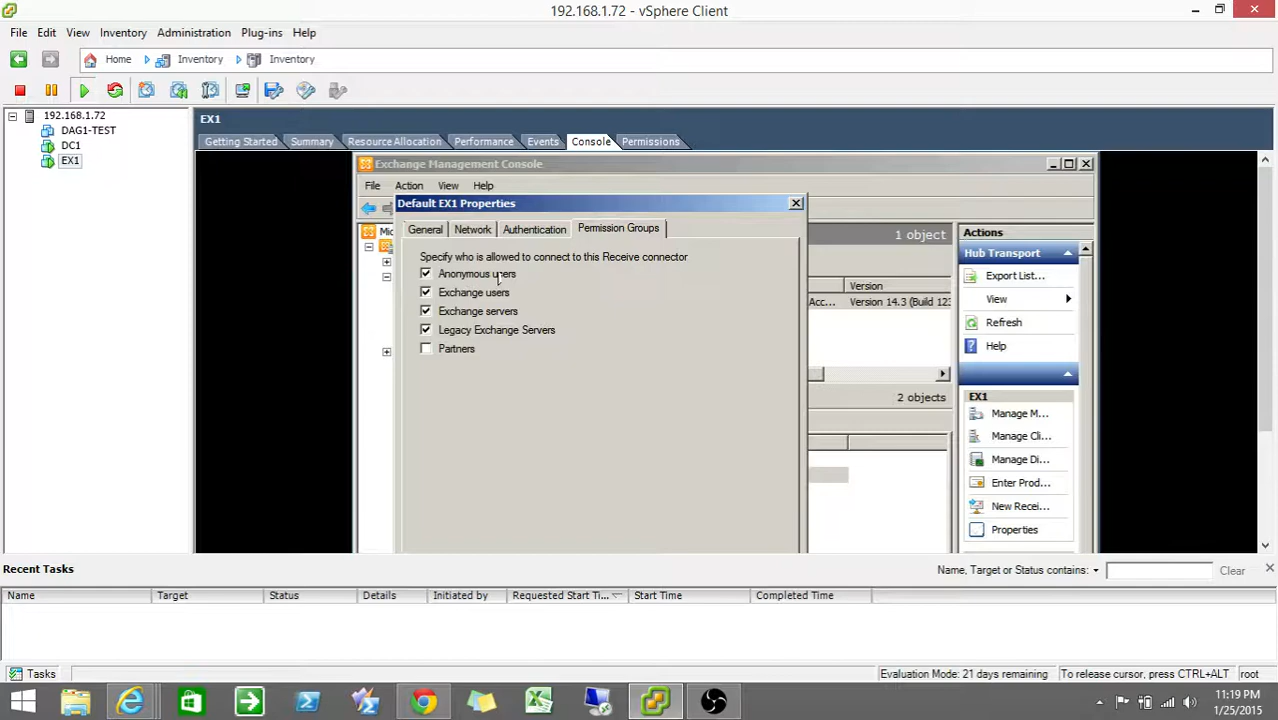 192.168.1.72 - vSphere Client
File Edit View Inventory Administration Plug-ins Help
Home Inventory Inventory
192.168.1.72
DAG1-TEST
DC1
EX1
EX1
Getting Started Summary Resource Allocation Performance Events Console Permissions
Exchange Management Console
File Action View Help
Default EX1 Properties
General Network Authentication Permission Groups
Specify who is allowed to connect to this Receive connector
Anonymous users
Exchange users
Exchange servers
Legacy Exchange Servers
Partners
Mic
1 object
Version
Acc... Version 14.3 (Build 123
2 objects
Actions
Hub Transport
Export List...
View
Refresh
Help
EX1
Manage M...
Manage Cli...
Manage Di...
Enter Prod...
New Recei...
Properties
Recent Tasks
Name, Target or Status contains: Clear
Name Target Status Details Initiated by Requested Start Ti... Start Time Completed Time
Tasks
Evaluation Mode: 21 days remaining To release cursor, press CTRL+ALT root
11:19 PM
1/25/2015